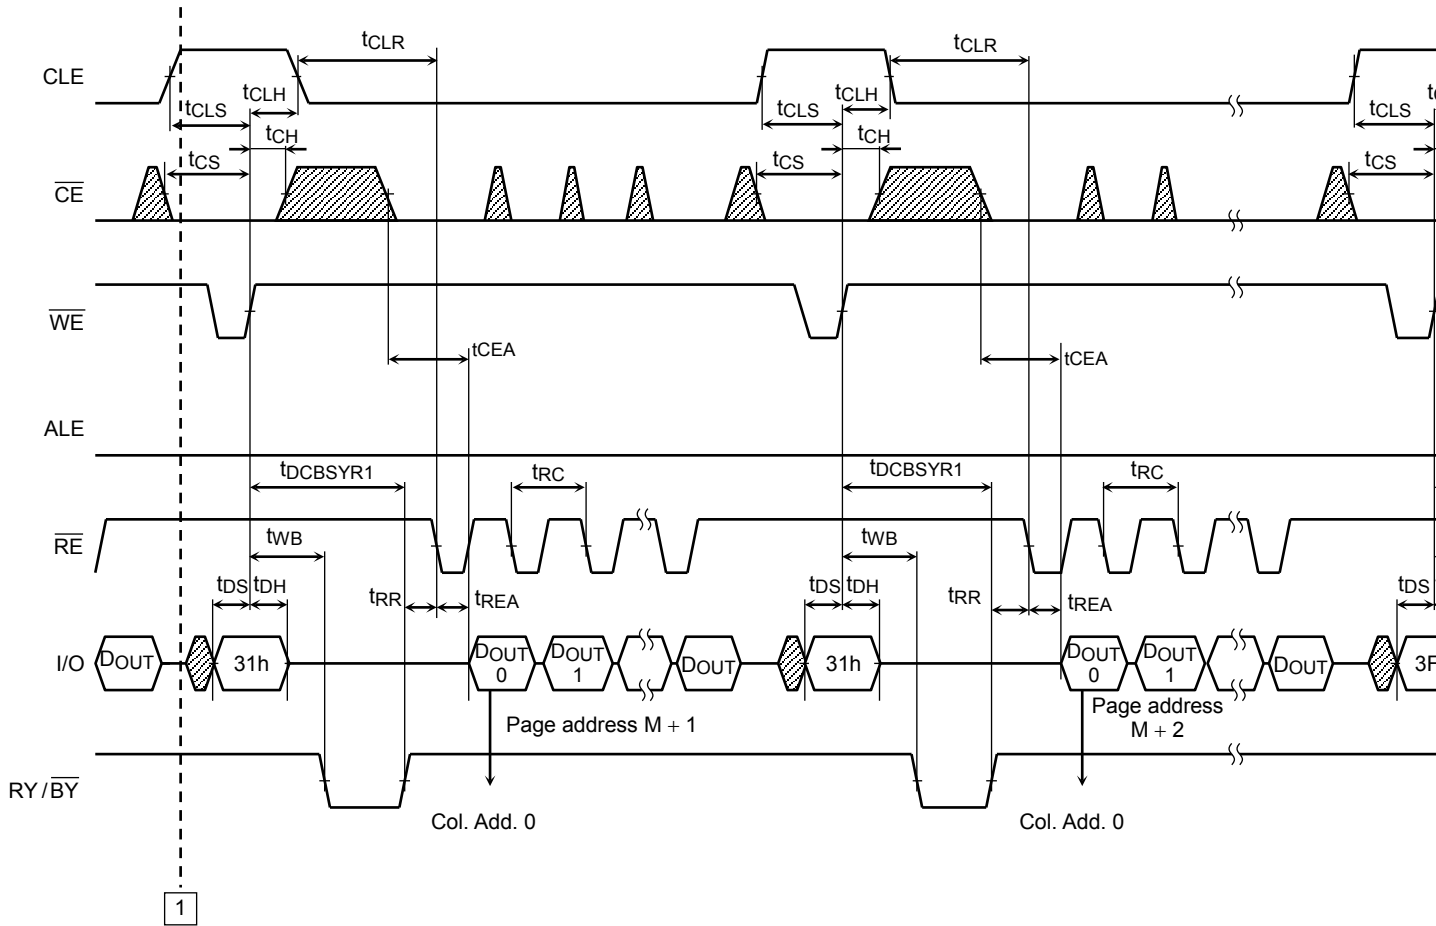 tCLR tCLR
CLE
tCLH tCLH tC
tCLS tCLS tCLS
tCH tCH
tCS tCS tCS
CE
WE
tCEA tCEA
ALE
tDCBSYR1 tRC tDCBSYR1 tRC
RE
tWB tWB
tDS tDH tDS tDH tDS
tRR tREA tRR tREA
I/O DOUT 31h DOUT 0 DOUT 1 DOUT 31h DOUT 0 DOUT 1 DOUT 3F
Page address M + 1
Page address
M + 2
RY/BY
Col. Add. 0 Col. Add. 0
1